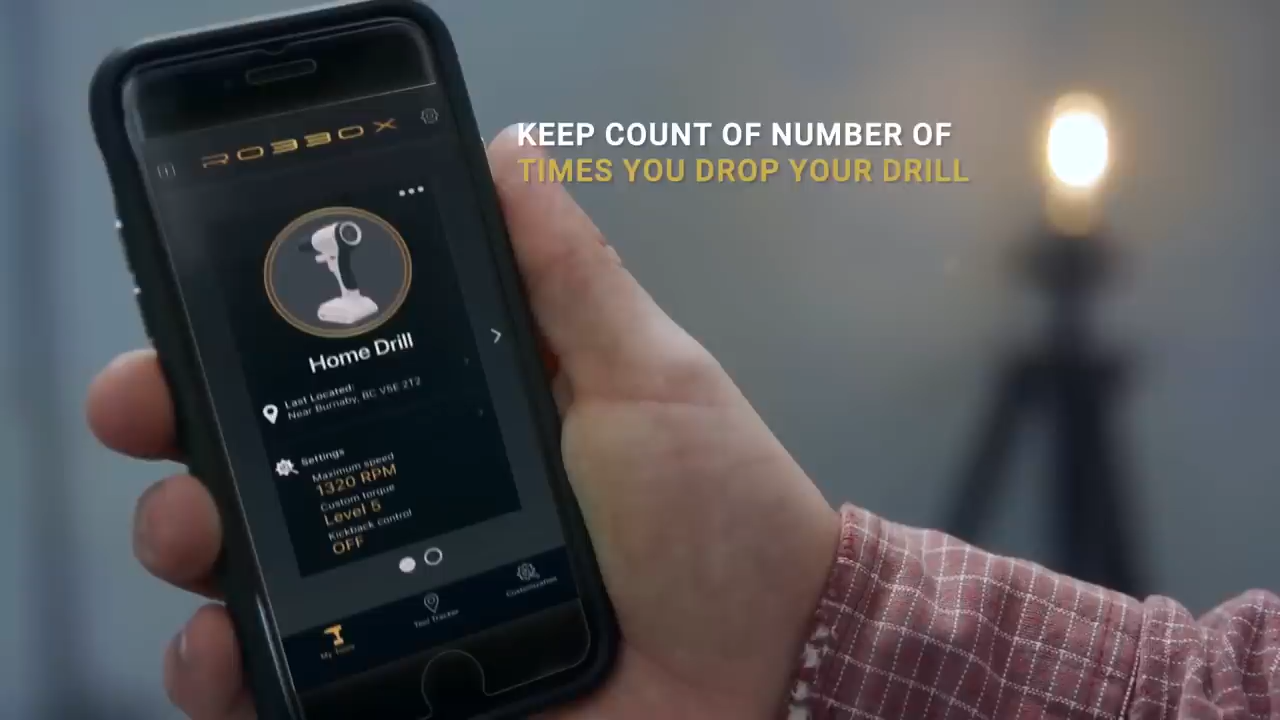 ROBBOX
KEEP COUNT OF NUMBER OF
TIMES YOU DROP YOUR DRILL
Home Drill
Last Located:
Near Burnaby, BC V5E 2T2
Settings
Maximum speed
1320 RPM
Custom torque
Level 5
Kickback control
OFF
My
Tool Tracker
Customization